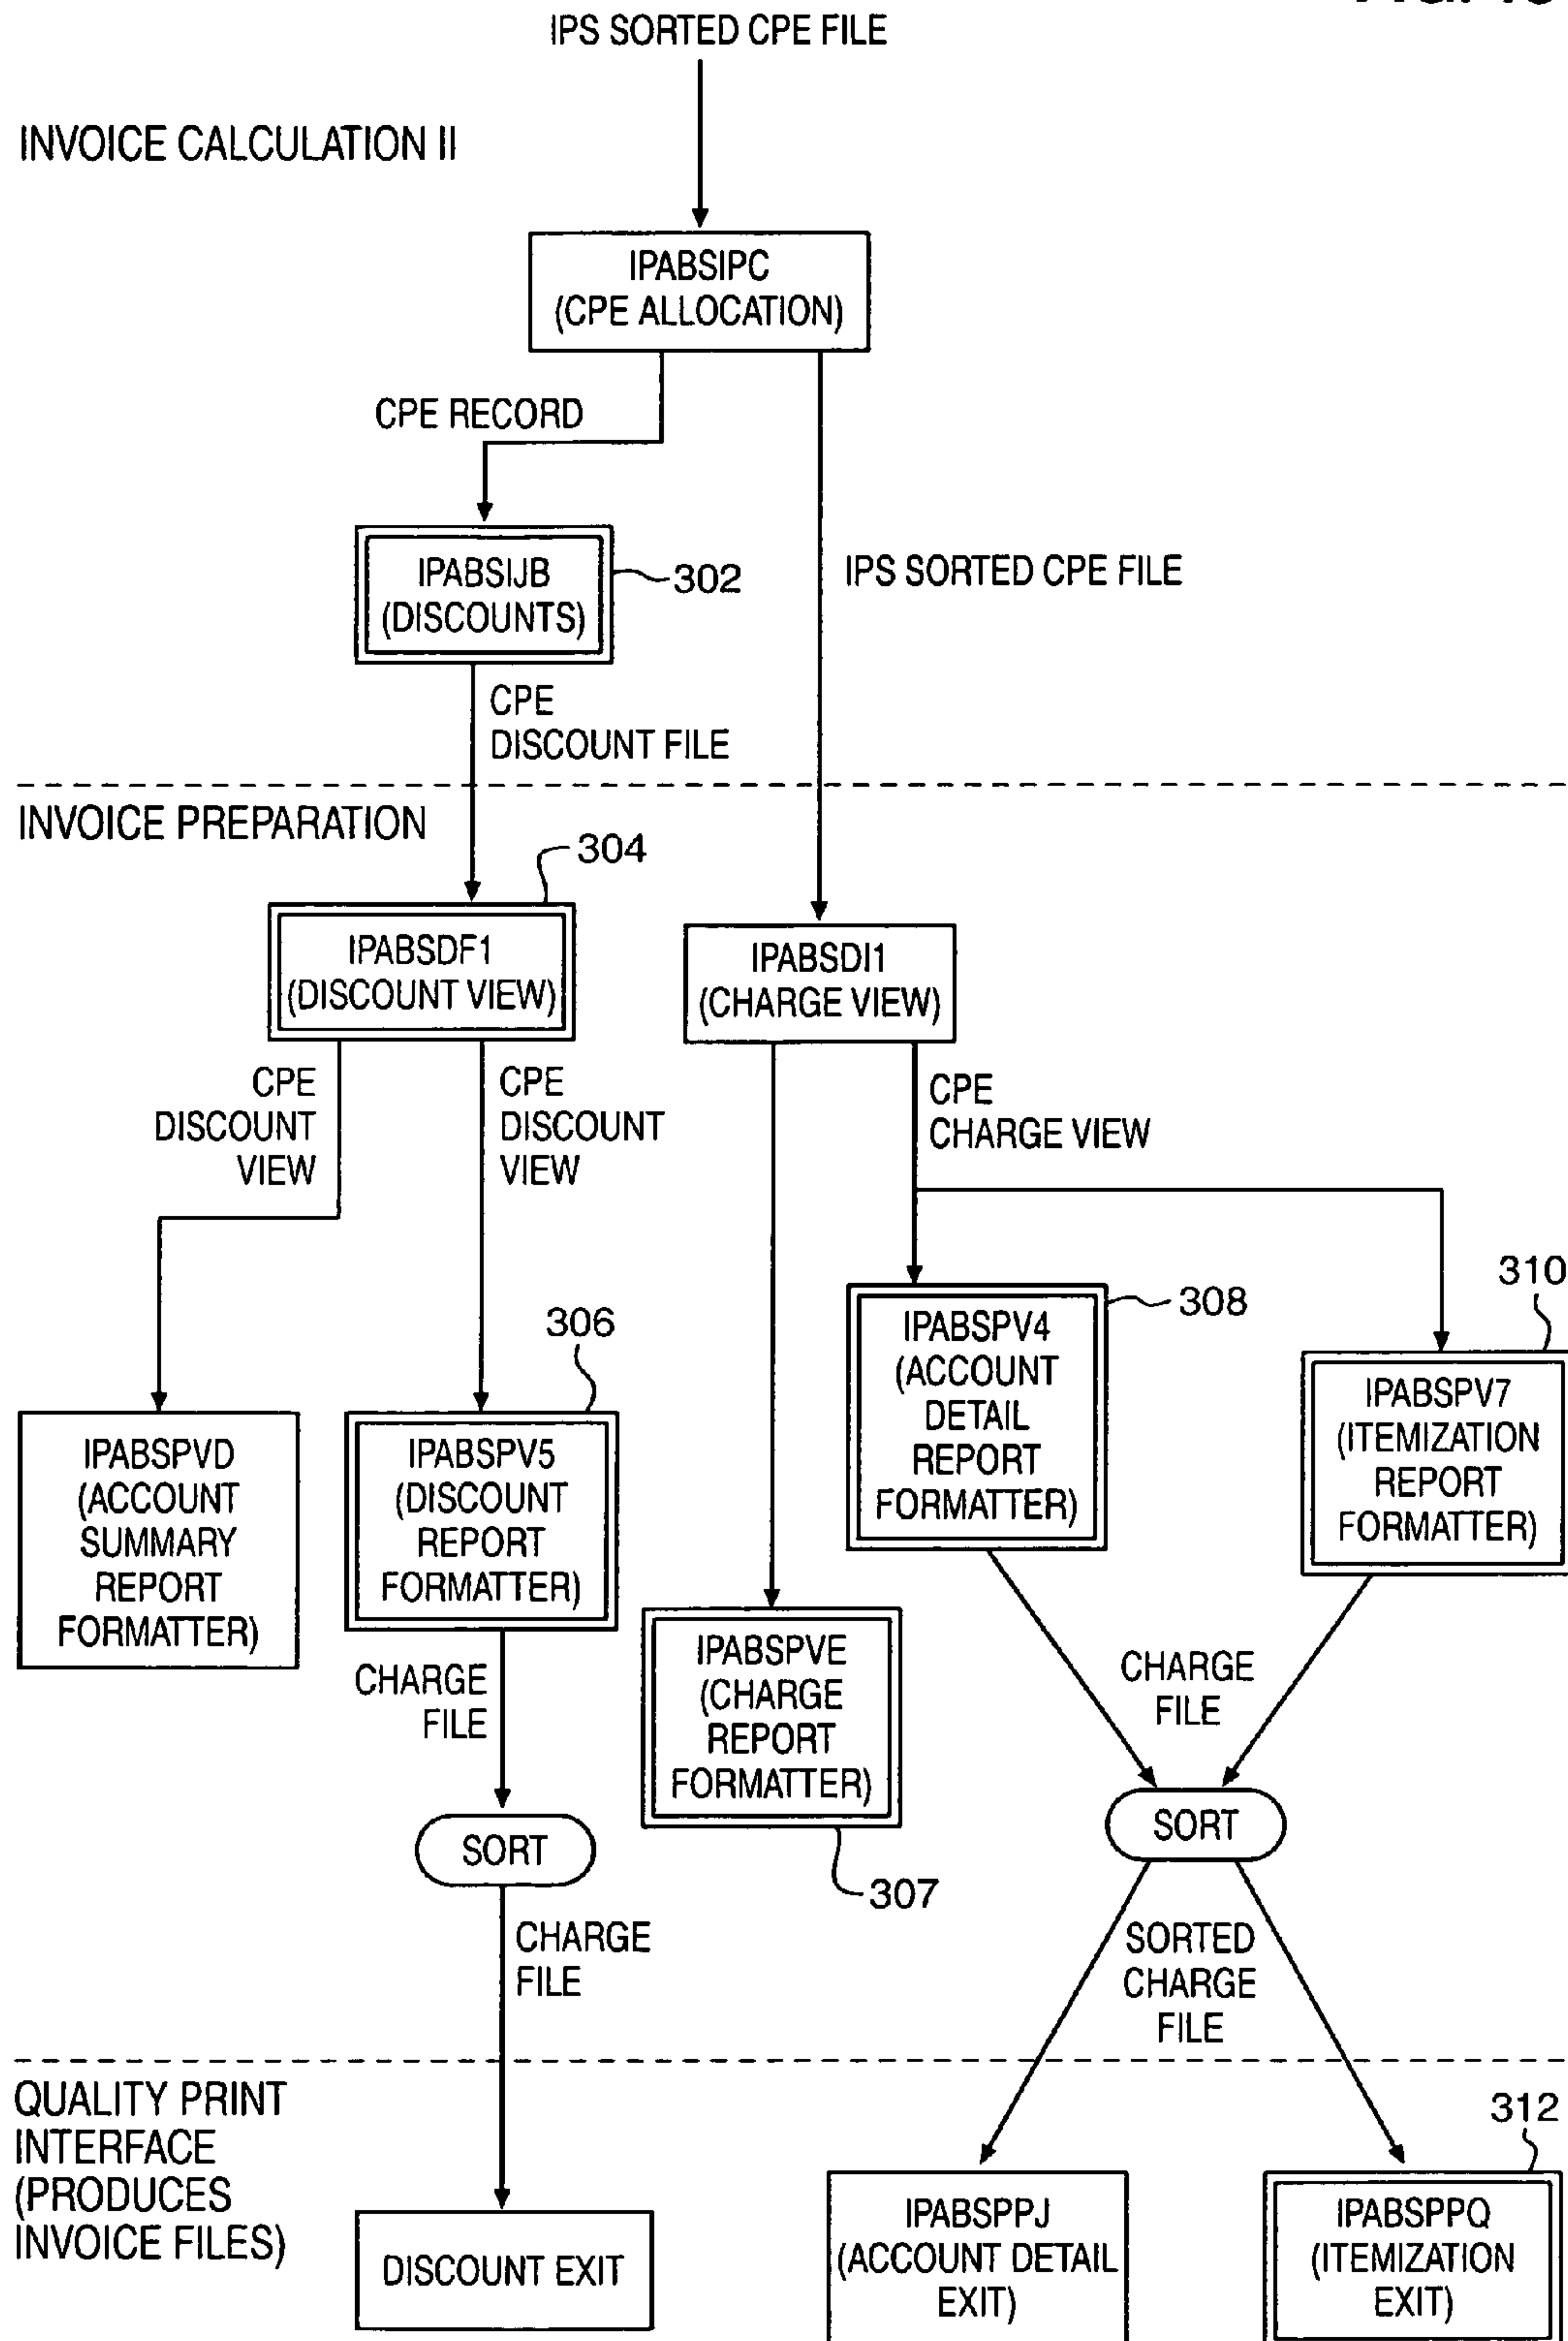 IPS SORTED CPE FILE
INVOICE CALCULATION II
IPABSIPC
(CPE ALLOCATION)
CPE RECORD
IPABSIJB
(DISCOUNTS)
302
IPS SORTED CPE FILE
CPE
DISCOUNT FILE
INVOICE PREPARATION
304
IPABSDF1
(DISCOUNT VIEW)
IPABSDI1
(CHARGE VIEW)
CPE
DISCOUNT
VIEW
CPE
DISCOUNT
VIEW
CPE
CHARGE VIEW
306
308
310
IPABSPVD
(ACCOUNT
SUMMARY
REPORT
FORMATTER)
IPABSPV5
(DISCOUNT
REPORT
FORMATTER)
IPABSPV4
(ACCOUNT
DETAIL
REPORT
FORMATTER)
IPABSPV7
(ITEMIZATION
REPORT
FORMATTER)
IPABSPVE
(CHARGE
REPORT
FORMATTER)
307
CHARGE
FILE
CHARGE
FILE
SORT
SORT
CHARGE
FILE
SORTED
CHARGE
FILE
QUALITY PRINT
INTERFACE
(PRODUCES
INVOICE FILES)
312
DISCOUNT EXIT
IPABSPPJ
(ACCOUNT DETAIL
EXIT)
IPABSPPQ
(ITEMIZATION
EXIT)